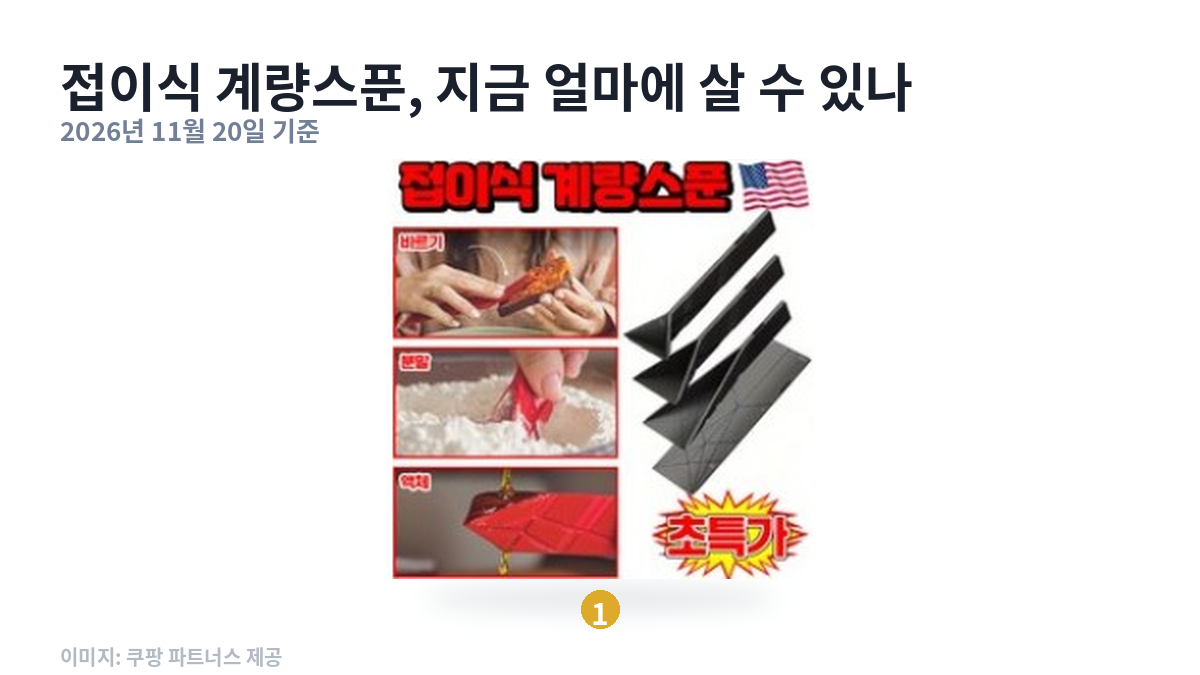 접이식 계량스푼, 지금 얼마에 살 수 있나
2026년 11월 20일 기준
접이식 계량스푼
바르기
분말
액체
초특가
1
이미지: 쿠팡 파트너스 제공